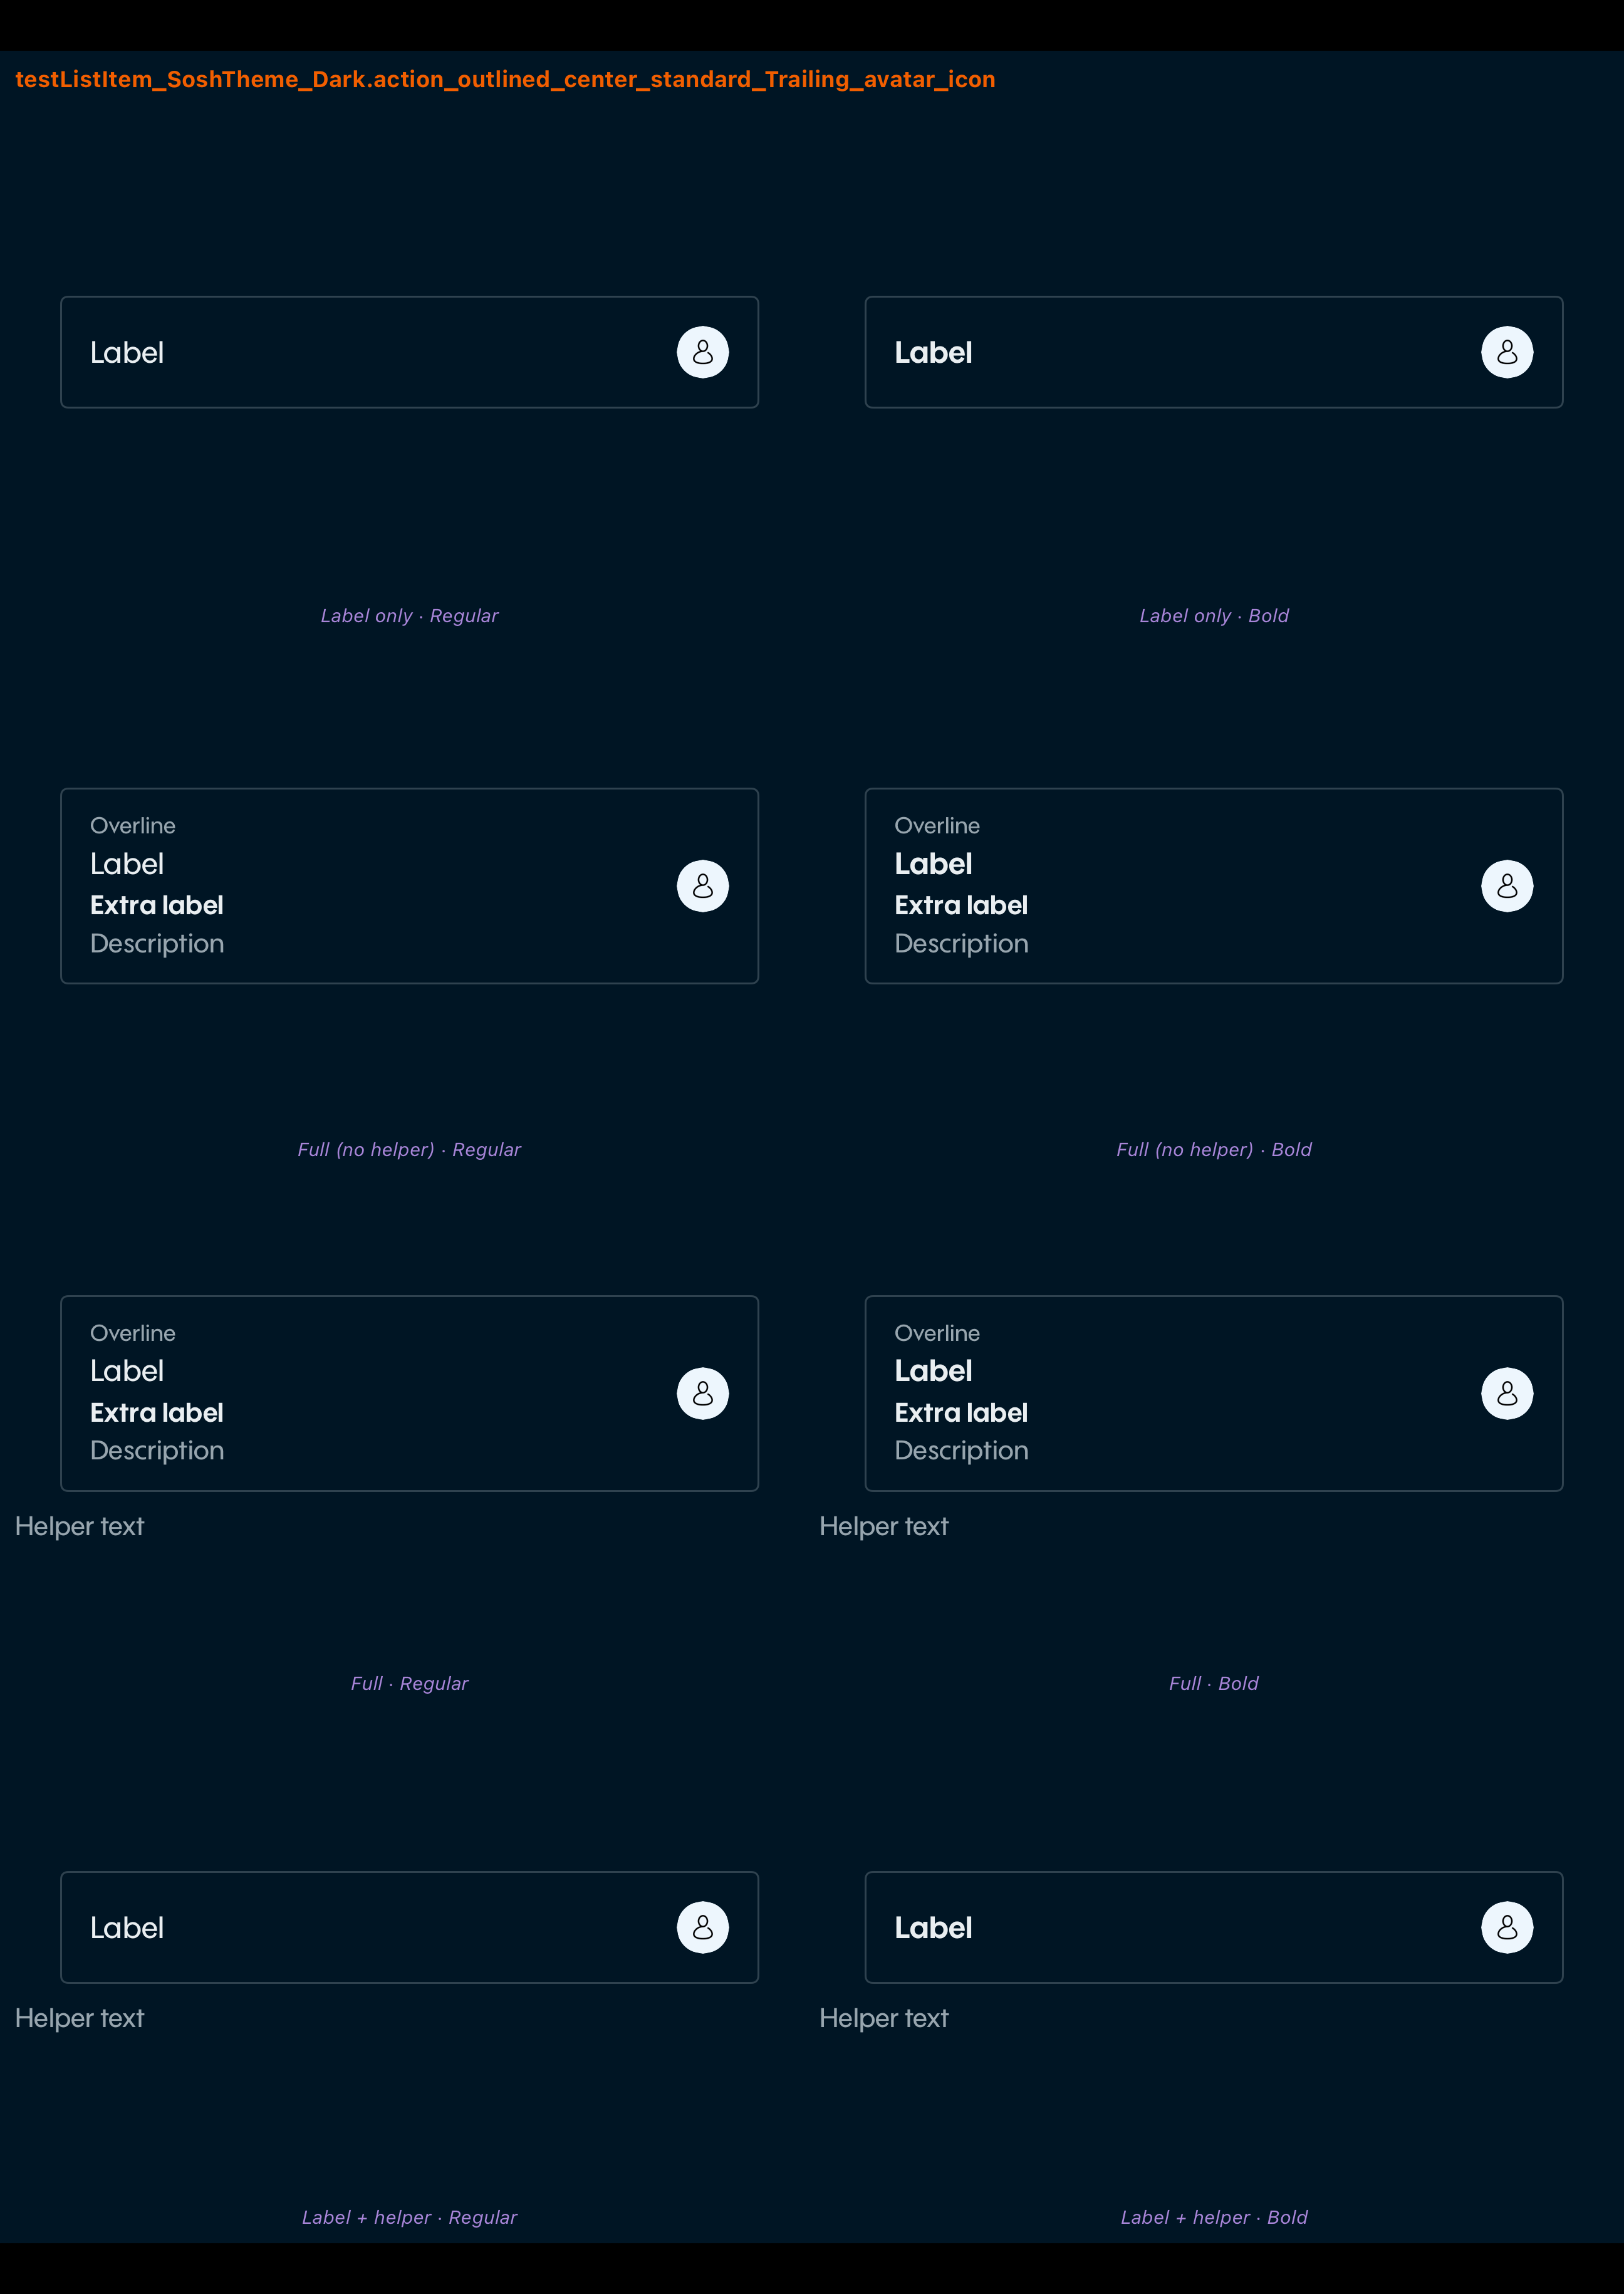 testListItem_SoshTheme_Dark.action_outlined_center_standard_Trailing_avatar_icon
Label
Label
Label only · Regular
Label only · Bold
Overline
Label
Extra label
Description
Overline
Label
Extra label
Description
Full (no helper) · Regular
Full (no helper) · Bold
Overline
Label
Extra label
Description
Helper text
Overline
Label
Extra label
Description
Helper text
Full · Regular
Full · Bold
Label
Helper text
Label
Helper text
Label + helper · Regular
Label + helper · Bold